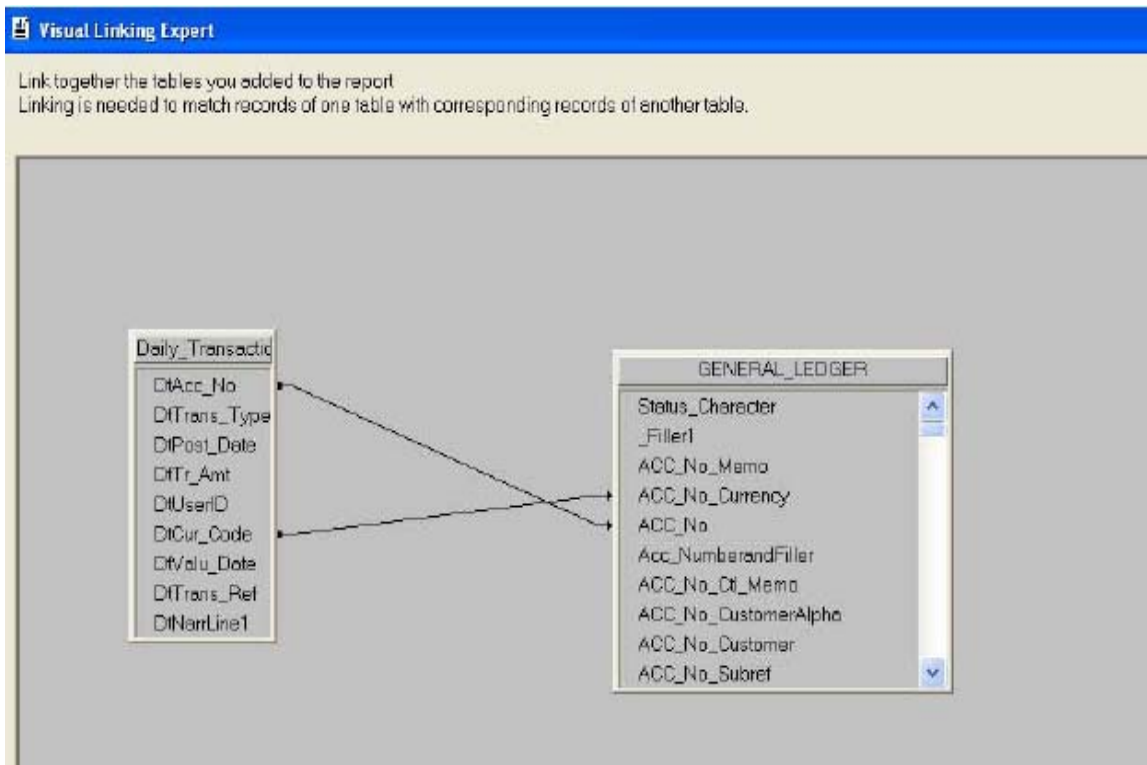 Visual Linking Expert
Link together the tables you added to the report
Linking is needed to match records of one table with corresponding records of another table.
Daily_Transactic
DtAcc_No
DtTrans_Type
DtPost_Date
DtTr_Amt
DtUserID
DtCur_Code
DtValu_Date
DtTrans_Ref
DtNarrLine1
GENERAL_LEDGER
Status_Character
_Filler1
ACC_No_Memo
ACC_No_Currency
ACC_No
Acc_NumberandFiller
ACC_No_Ctl_Memo
ACC_No_CustomerAlpha
ACC_No_Customer
ACC_No_Subref